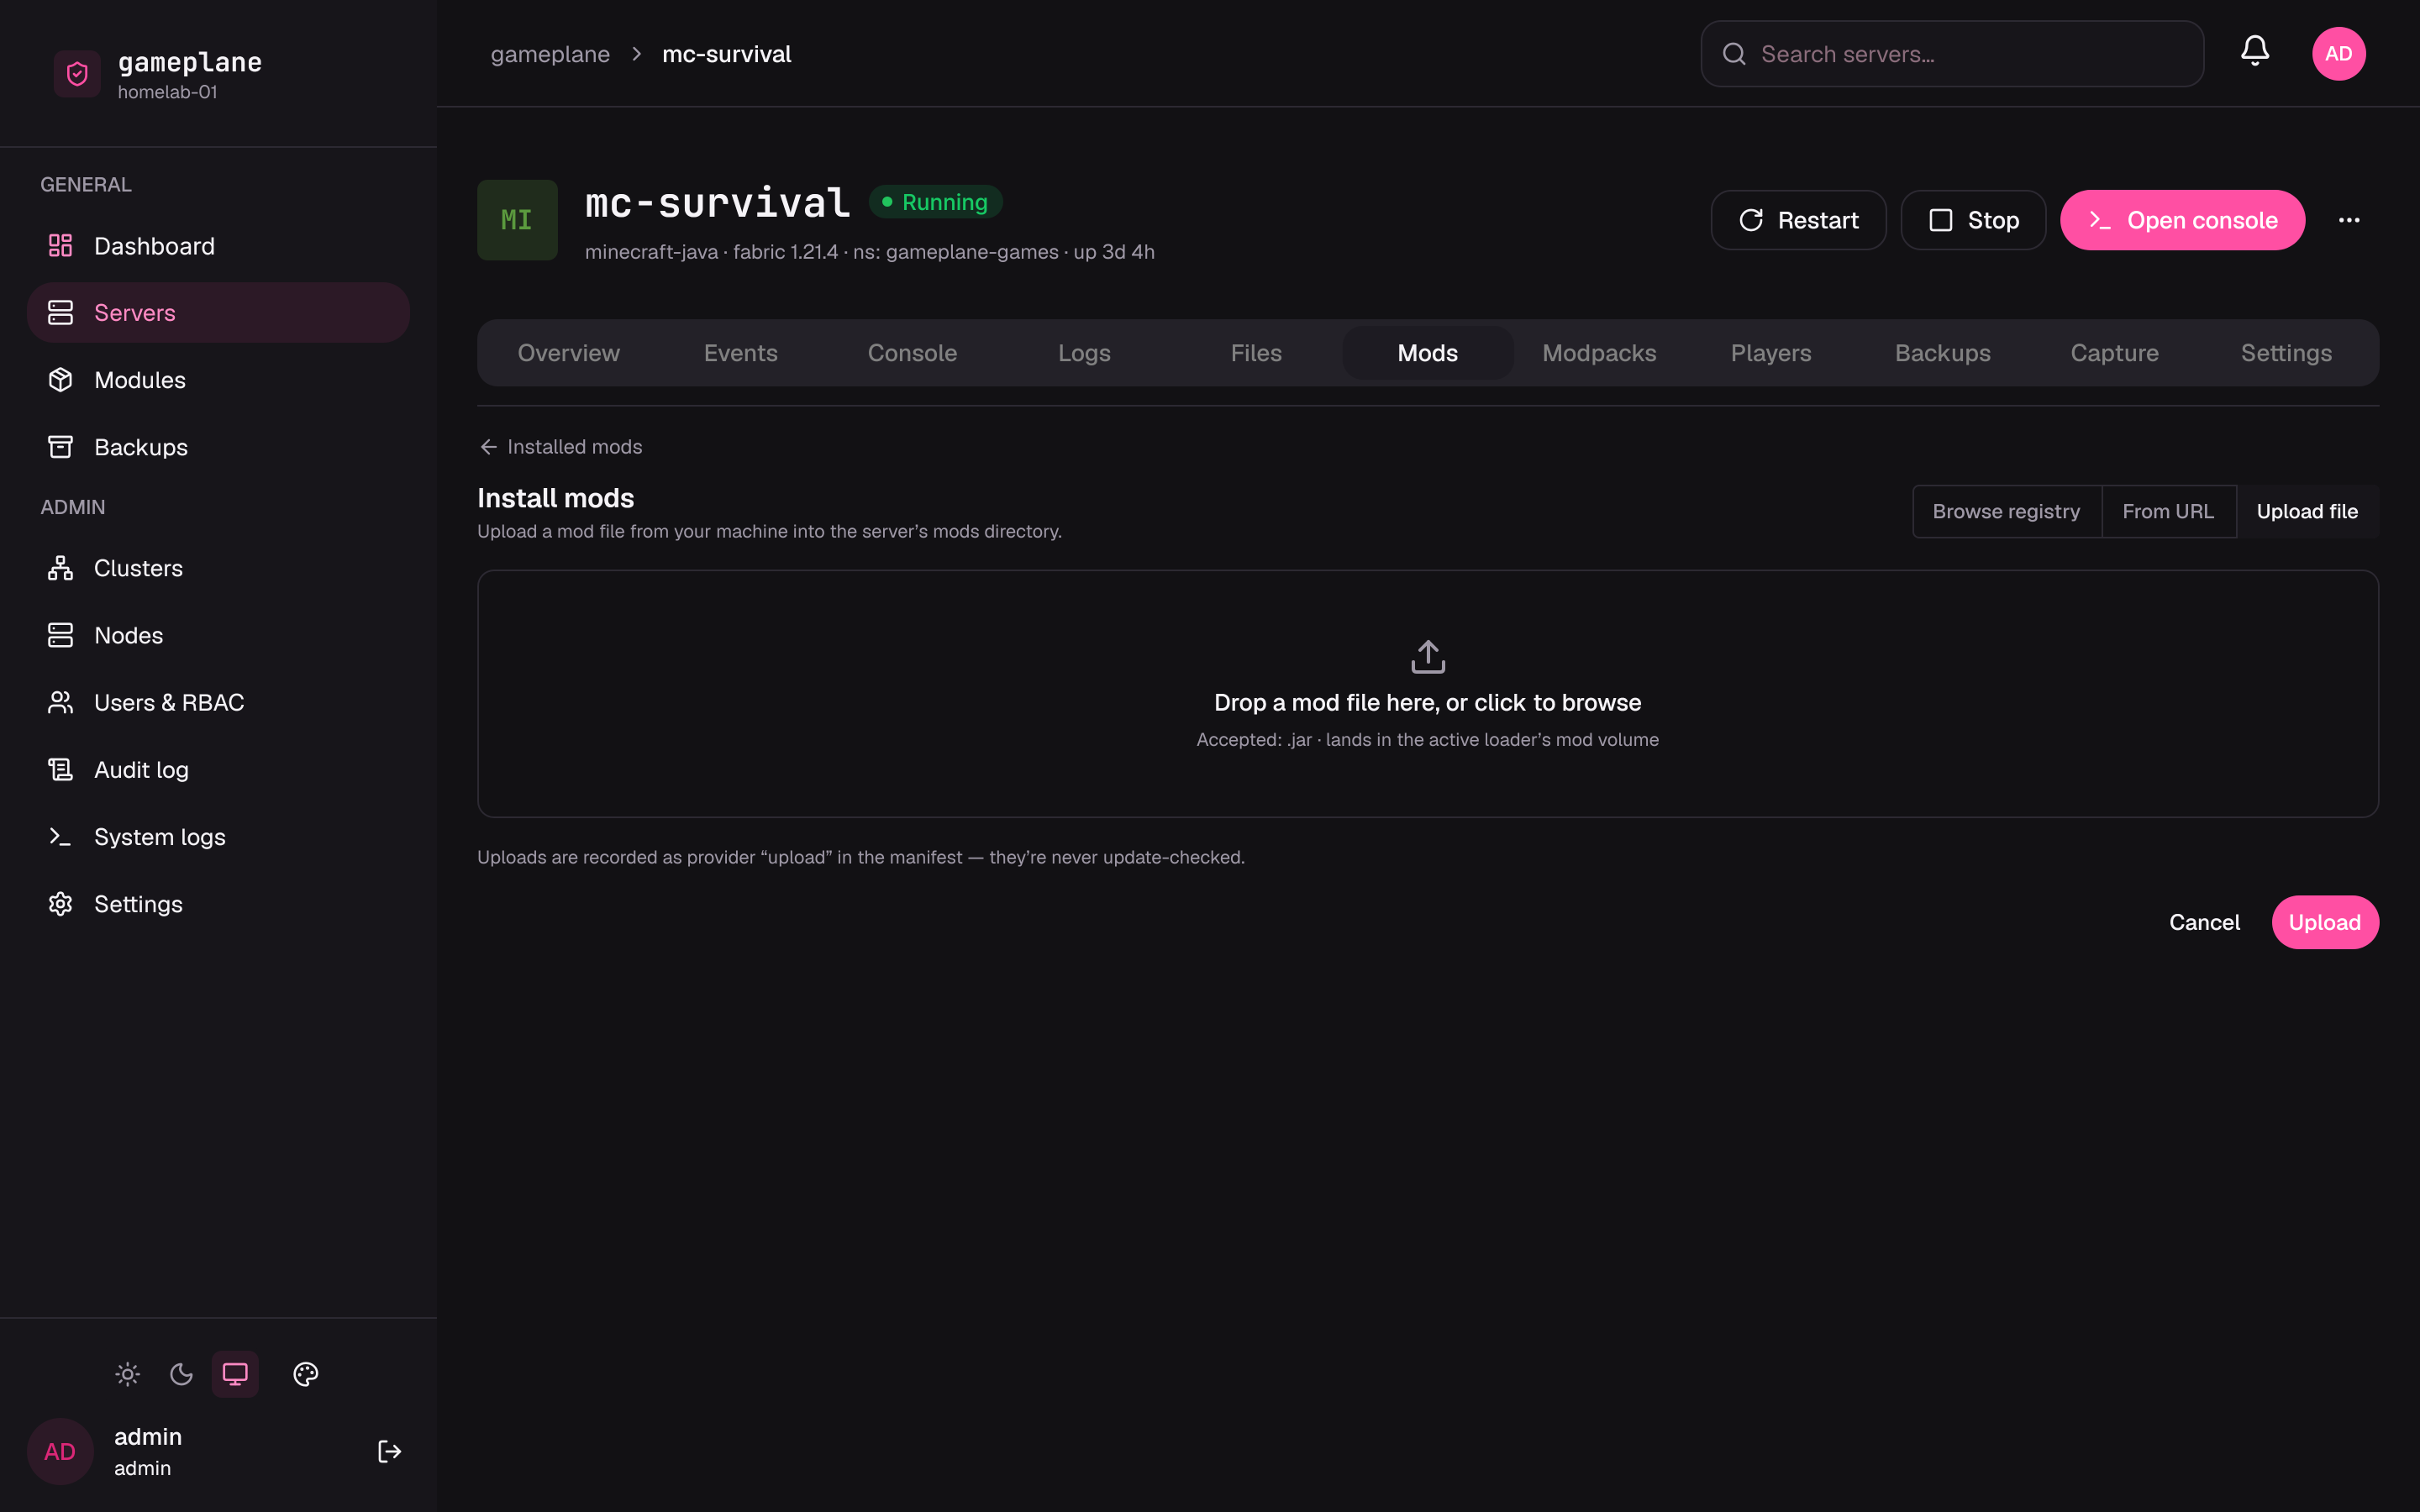 gameplane
homelab-01
GENERAL
Dashboard
Servers
Modules
Backups
ADMIN
Clusters
Nodes
Users & RBAC
Audit log
System logs
Settings
AD
admin
admin
gameplane
mc-survival
Search servers...
AD
MI
mc-survival
Running
minecraft-java · fabric 1.21.4 · ns: gameplane-games · up 3d 4h
Restart
Stop
Open console
Overview
Events
Console
Logs
Files
Mods
Modpacks
Players
Backups
Capture
Settings
Installed mods
Install mods
Upload a mod file from your machine into the server’s mods directory.
Browse registry
From URL
Upload file
Drop a mod file here, or click to browse
Accepted: .jar · lands in the active loader’s mod volume
Uploads are recorded as provider “upload” in the manifest — they’re never update-checked.
Cancel
Upload